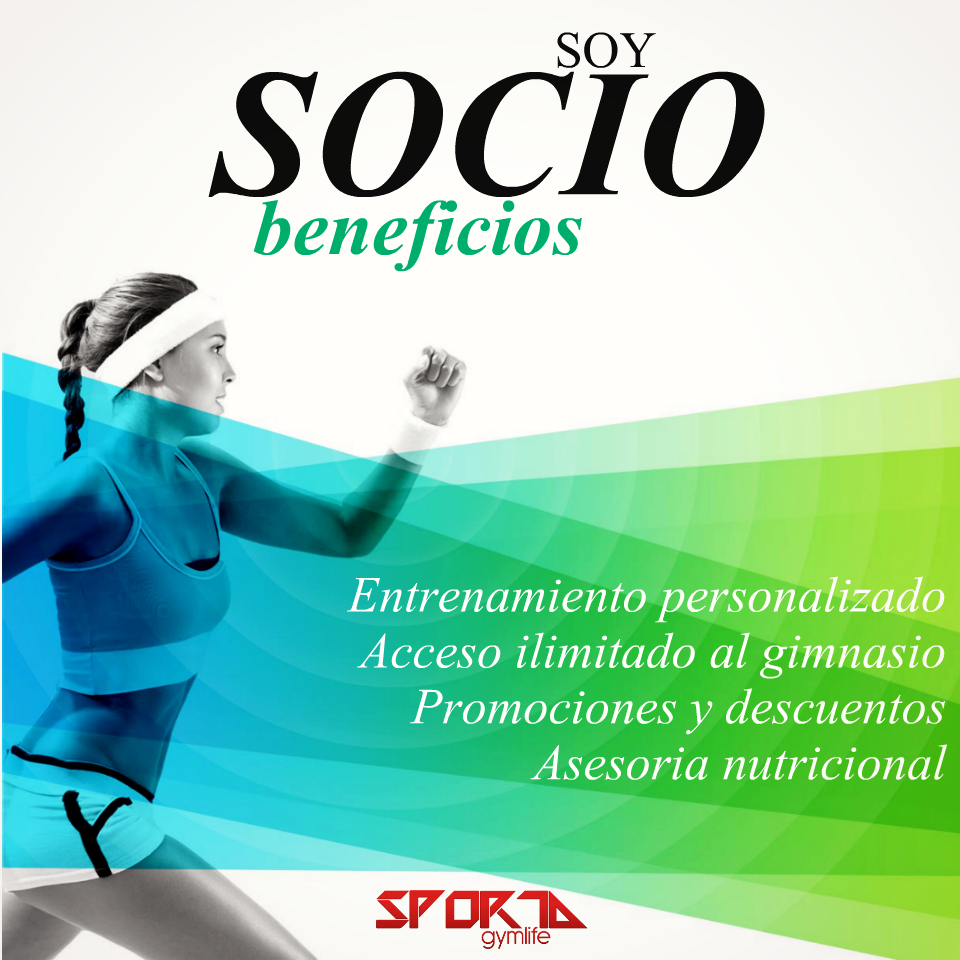 SOY
SOCIO
beneficios
Entrenamiento personalizado
Acceso ilimitado al gimnasio
Promociones y descuentos
Asesoria nutricional
SPORTA
gymlife